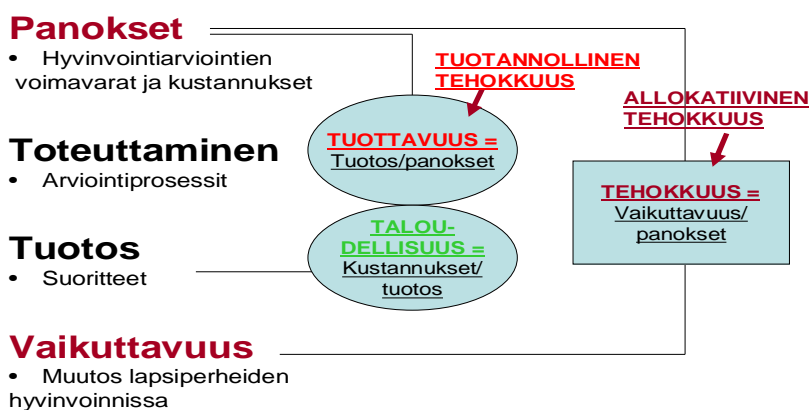 Panokset
• Hyvinvointiarviointien
voimavarat ja kustannukset
TUOTANNOLLINEN
TEHOKKUUS
ALLOKATIIVINEN
TEHOKKUUS
Toteuttaminen
• Arviointiprosessit
TUOTTAVUUS =
Tuotos/panokset
TEHOKKUUS =
Vaikuttavuus/
panokset
Tuotos
• Suoritteet
TALOU-
DELLISUUS =
Kustannukset/
tuotos
Vaikuttavuus
• Muutos lapsiperheiden
hyvinvoinnissa